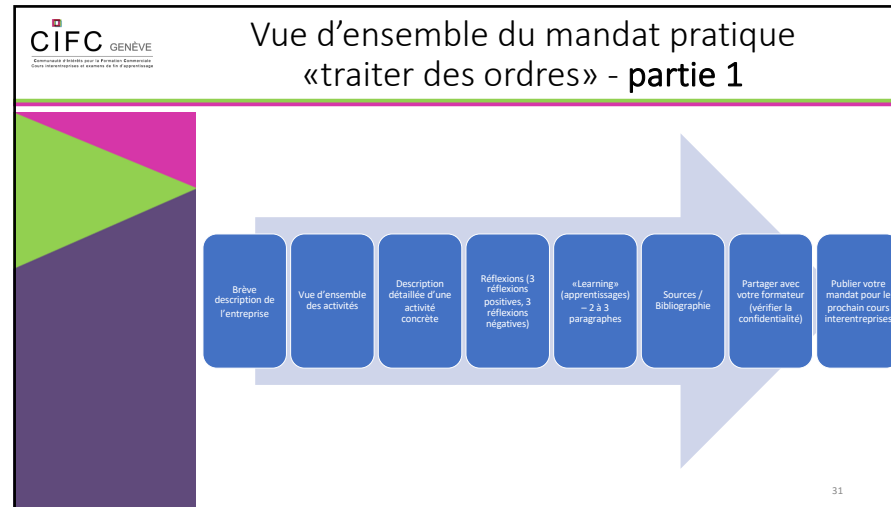 CIFC GENÈVE
Communauté d'Intérêts pour la Formation Commerciale
Cours interentreprises et examens de fin d'apprentissage
Vue d'ensemble du mandat pratique
«traiter des ordres» - partie 1
Brève
description de
l'entreprise
Vue d'ensemble
des activités
Description
détaillée d'une
activité
concrète
Réflexions (3
réflexions
positives, 3
réflexions
négatives)
«Learning»
(apprentissages)
– 2 à 3
paragraphes
Sources /
Bibliographie
Partager avec
votre formateur
(vérifier la
confidentialité)
Publier votre
mandat pour le
prochain cours
interentreprises
31